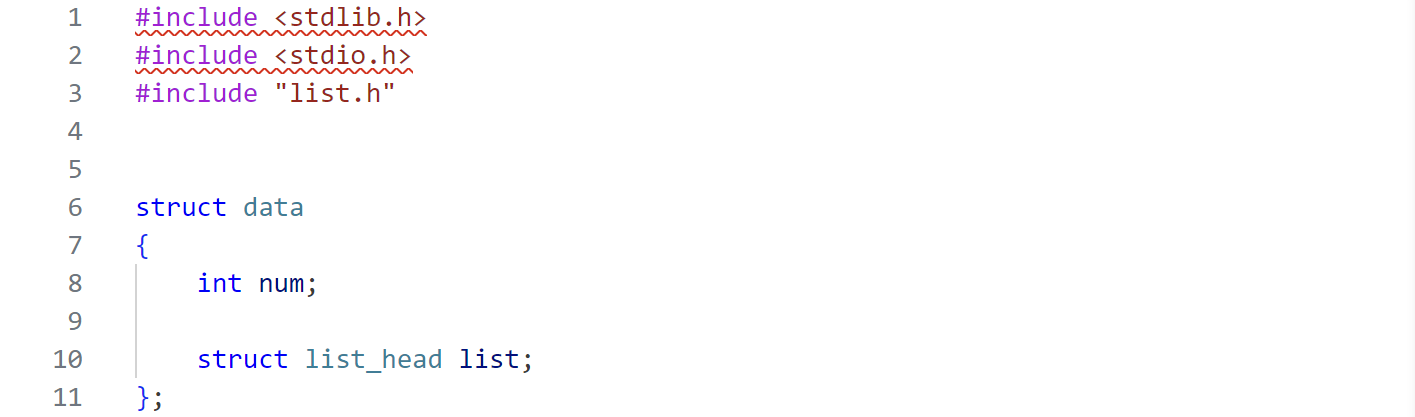 1 #include <stdlib.h>
2 #include <stdio.h>
3 #include "list.h"
4
5
6 struct data
7 {
8     int num;
9
10     struct list_head list;
11 };